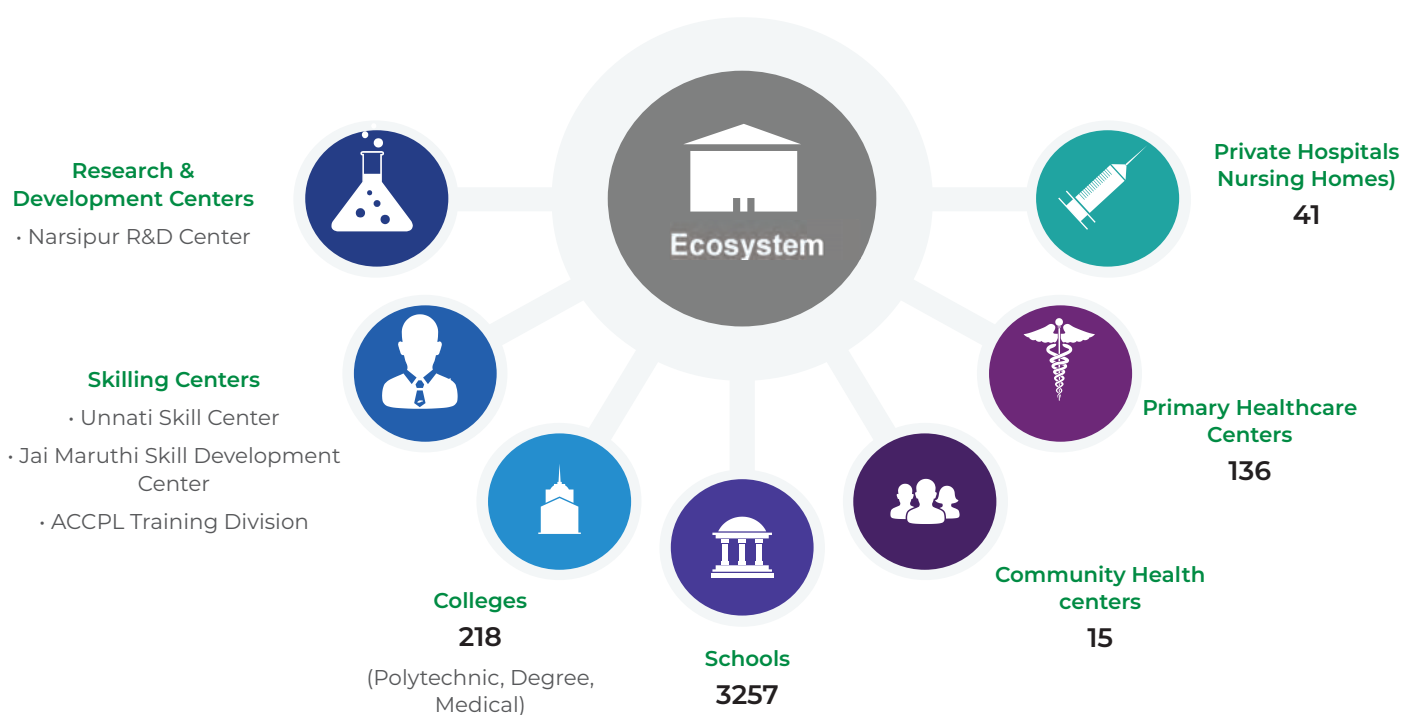 Ecosystem
Research &
Development Centers
• Narsipur R&D Center
Skilling Centers
• Unnati Skill Center
• Jai Maruthi Skill Development
Center
• ACCPL Training Division
Colleges
218
(Polytechnic, Degree,
Medical)
Schools
3257
Community Health
centers
15
Primary Healthcare
Centers
136
Private Hospitals
Nursing Homes)
41